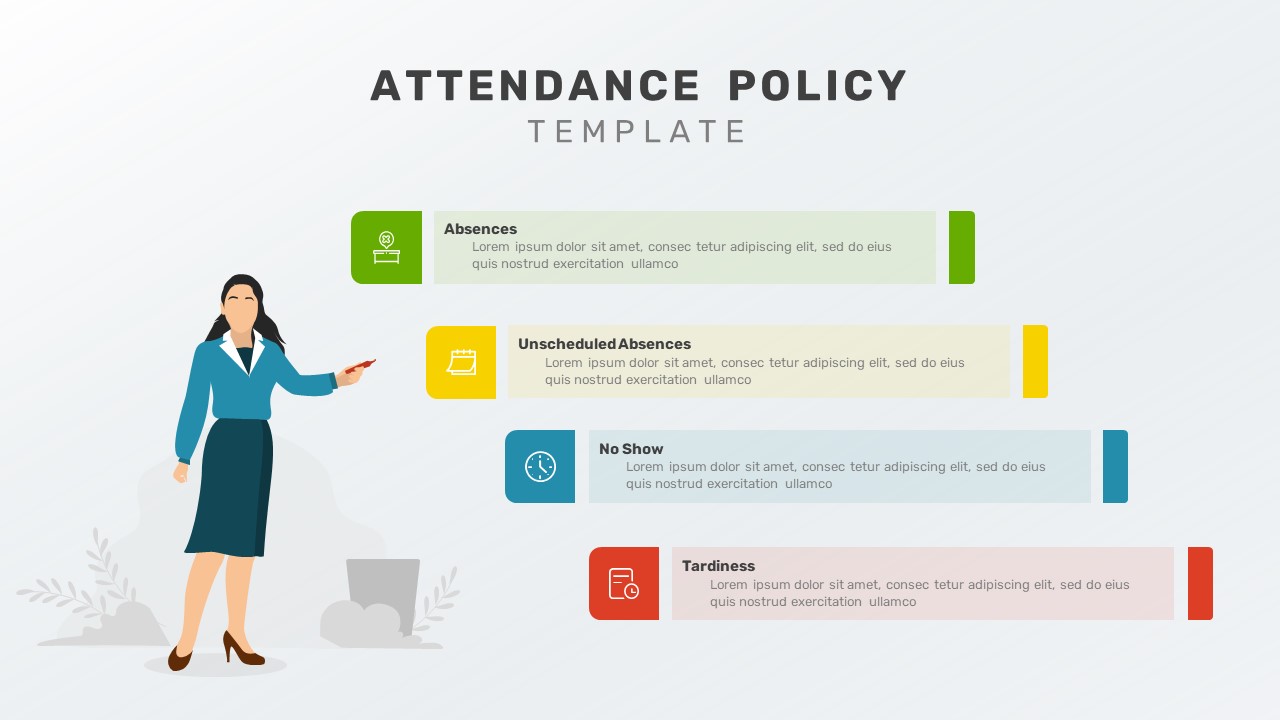 ATTENDANCE POLICY
TEMPLATE
Absences
Lorem ipsum dolor sit amet, consec tetur adipiscing elit, sed do eius
quis nostrud exercitation ullamco
Unscheduled Absences
Lorem ipsum dolor sit amet, consec tetur adipiscing elit, sed do eius
quis nostrud exercitation ullamco
No Show
Lorem ipsum dolor sit amet, consec tetur adipiscing elit, sed do eius
quis nostrud exercitation ullamco
Tardiness
Lorem ipsum dolor sit amet, consec tetur adipiscing elit, sed do eius
quis nostrud exercitation ullamco